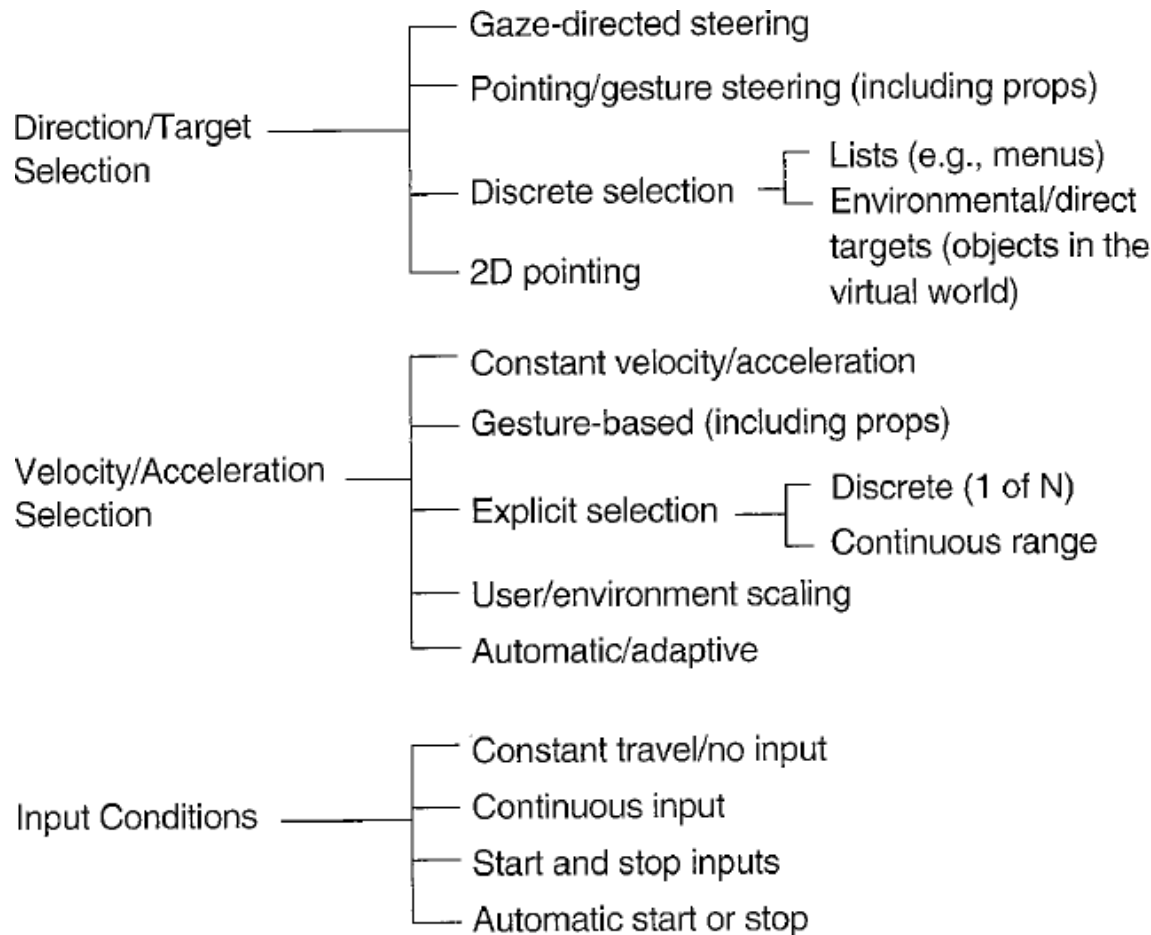 Gaze-directed steering
Pointing/gesture steering (including props)
Direction/Target
Selection
Discrete selection
Lists (e.g., menus)
Environmental/direct
targets (objects in the
virtual world)
2D pointing
Constant velocity/acceleration
Gesture-based (including props)
Velocity/Acceleration
Selection
Explicit selection
Discrete (1 of N)
Continuous range
User/environment scaling
Automatic/adaptive
Constant travel/no input
Input Conditions
Continuous input
Start and stop inputs
Automatic start or stop